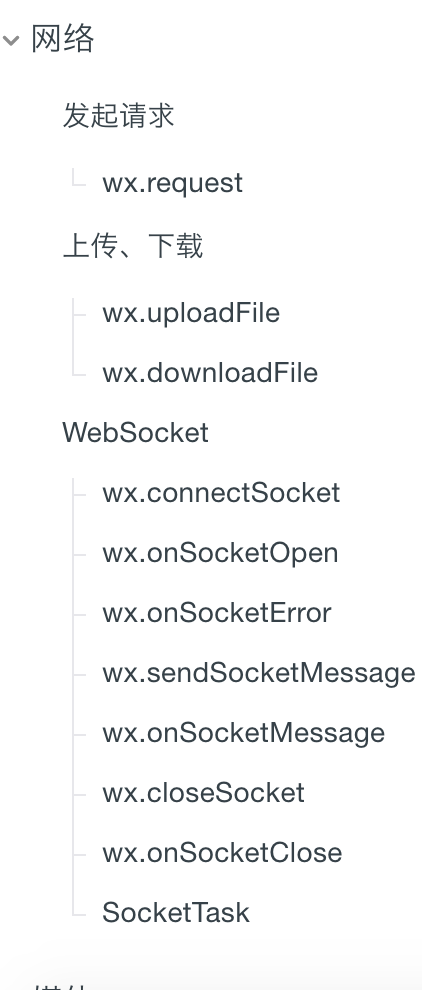 网络
发起请求
wx.request
上传、下载
wx.uploadFile
wx.downloadFile
WebSocket
wx.connectSocket
wx.onSocketOpen
wx.onSocketError
wx.sendSocketMessage
wx.onSocketMessage
wx.closeSocket
wx.onSocketClose
SocketTask